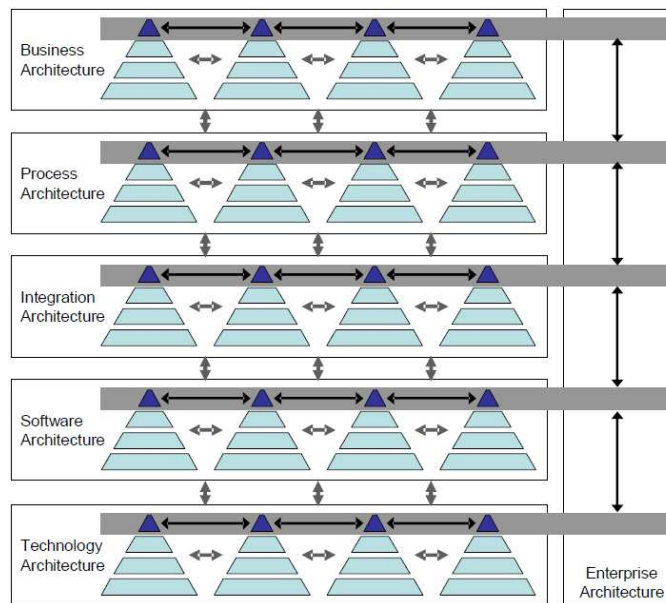 Business
Architecture
Process
Architecture
Integration
Architecture
Software
Architecture
Technology
Architecture
Enterprise
Architecture